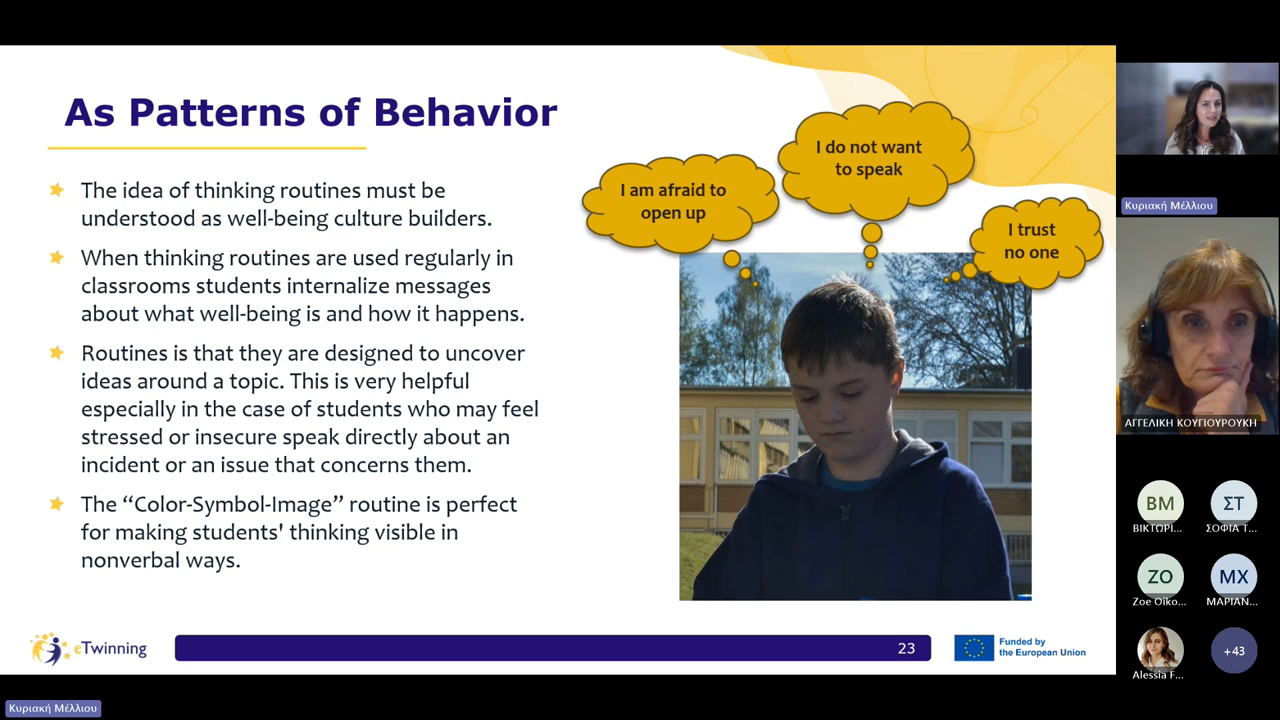 As Patterns of Behavior
The idea of thinking routines must be
understood as well-being culture builders.
When thinking routines are used regularly in
classrooms students internalize messages
about what well-being is and how it happens.
Routines is that they are designed to uncover
ideas around a topic. This is very helpful
especially in the case of students who may feel
stressed or insecure speak directly about an
incident or an issue that concerns them.
The “Color-Symbol-Image” routine is perfect
for making students' thinking visible in
nonverbal ways.
I am afraid to
open up
I do not want
to speak
I trust
no one
eTwinning
23
Funded by
the European Union
Κυριακή Μέλλιου
ΑΓΓΕΛΙΚΗ ΚΟΥΓΙΟΥΡΟΥΚΗ
ΒΜ
ΒΙΚΤΩΡΙ...
ΣΤ
ΣΟΦΙΑ Τ...
ZO
Zoe Oiko...
ΜΧ
ΜΑΡΙΑΝ...
Alessia F...
+43
Κυριακή Μέλλιου